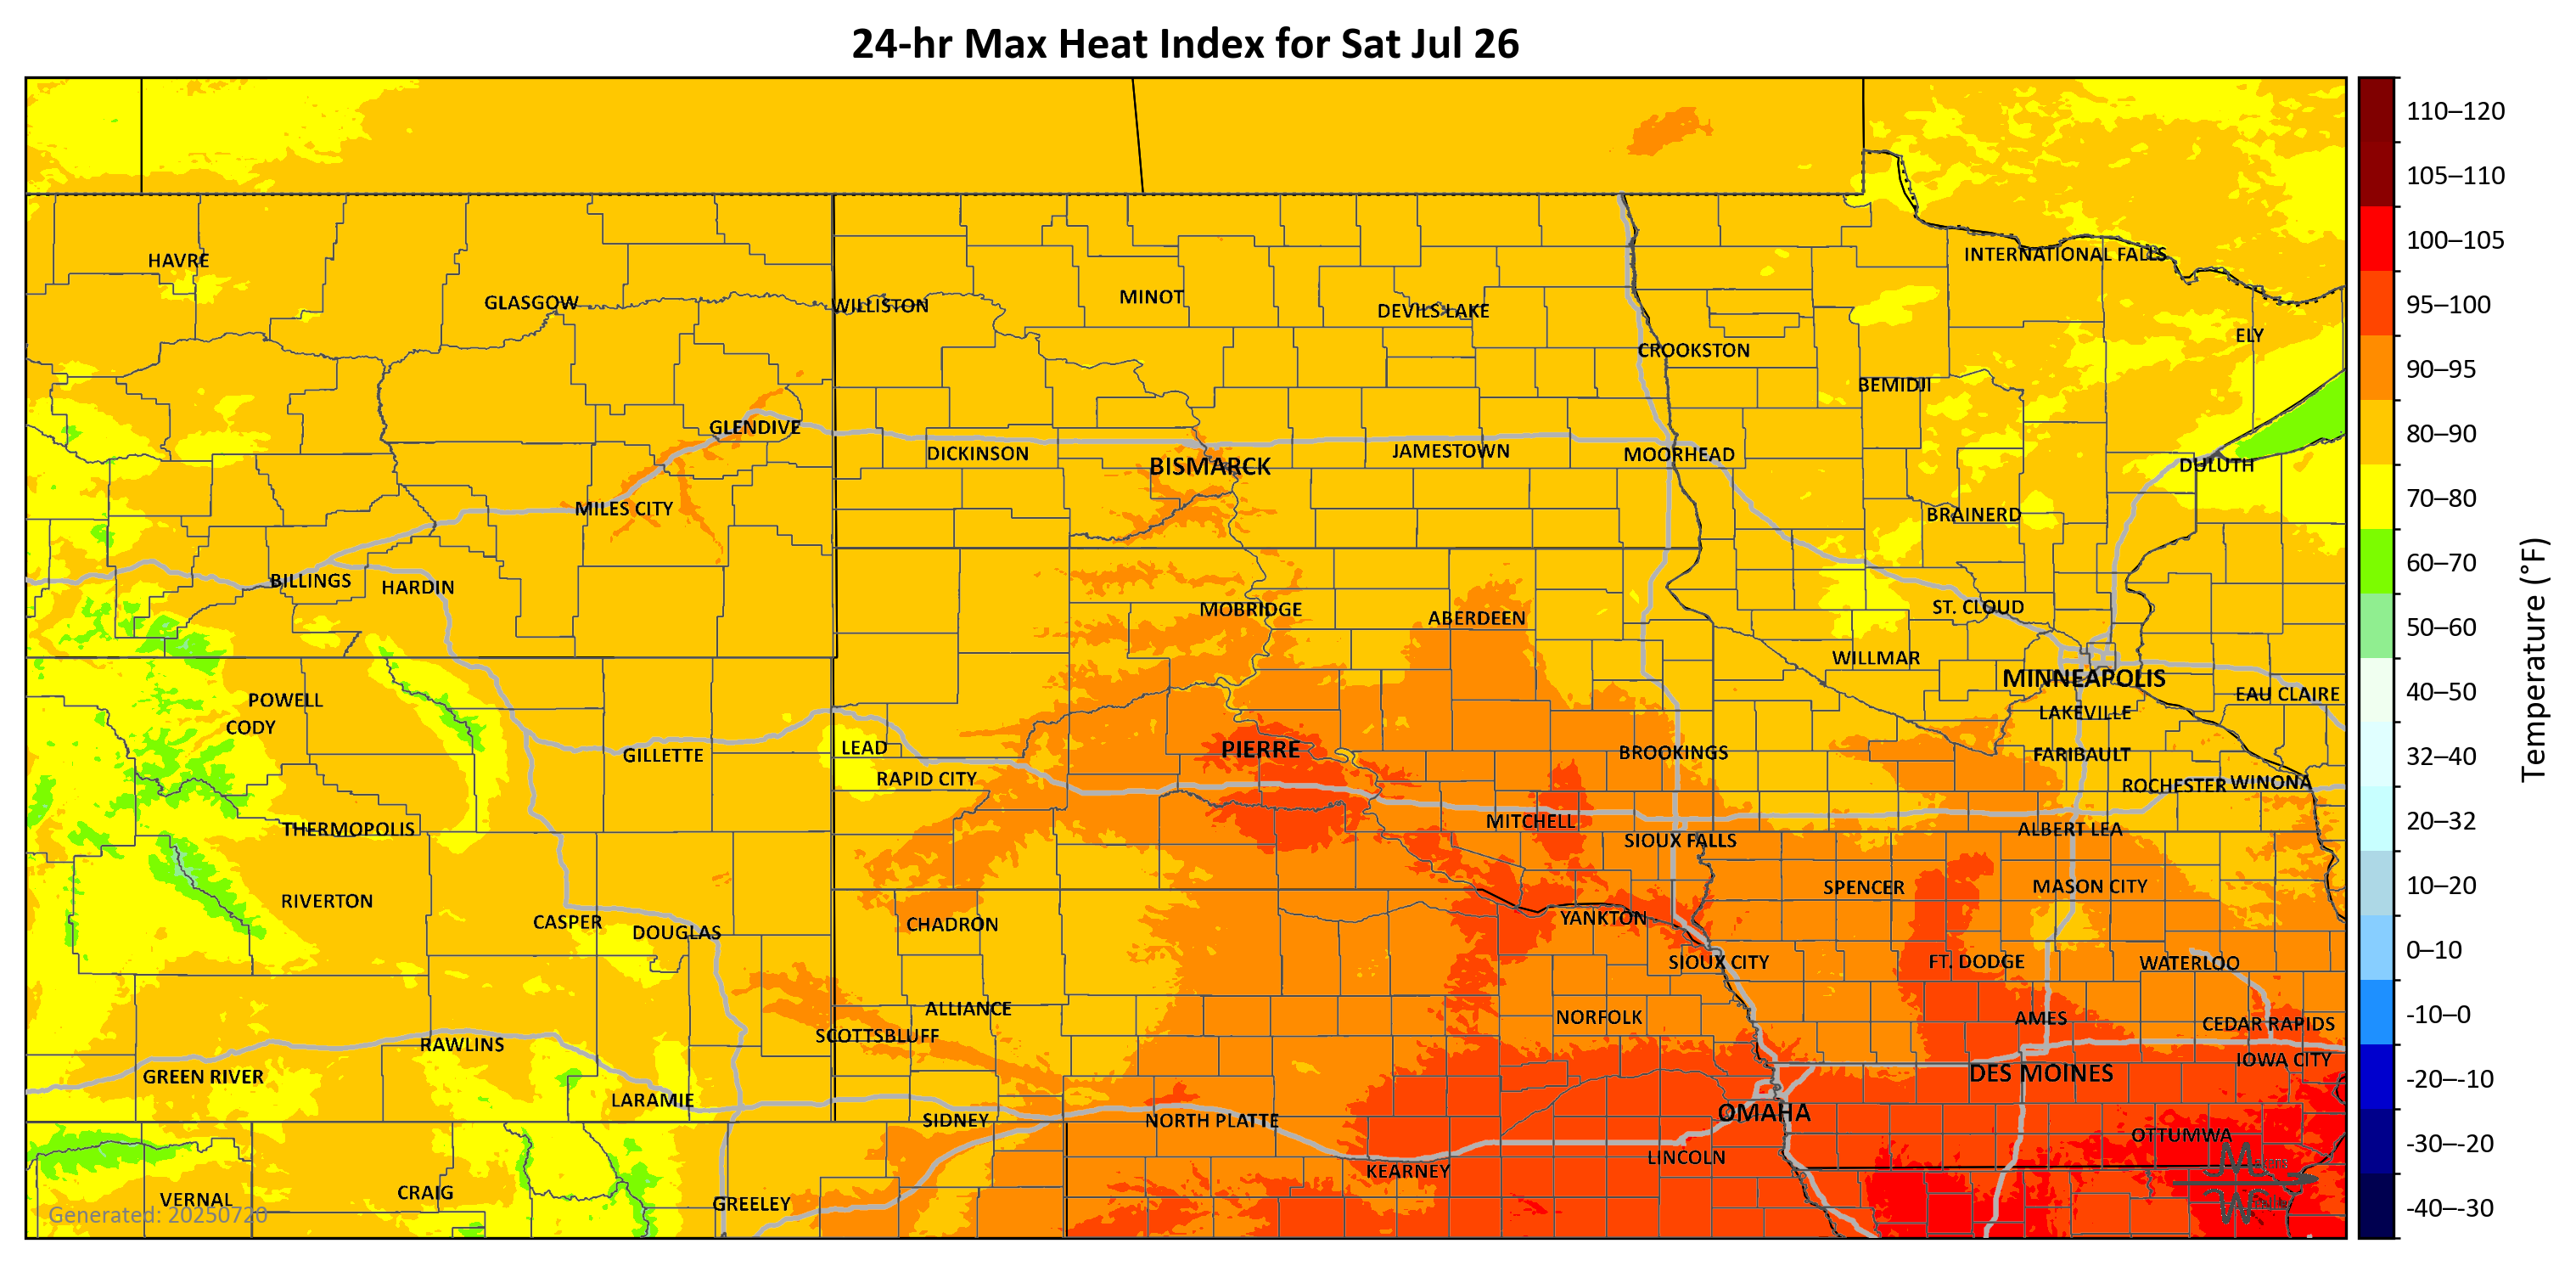 24-hr Max Heat Index for Sat Jul 26
HAVRE
GLASGOW
WILLISTON
MINOT
DEVILS LAKE
INTERNATIONAL FALLS
ELY
CROOKSTON
BEMIDJI
GLENDIVE
DICKINSON
BISMARCK
JAMESTOWN
MOORHEAD
DULUTH
MILES CITY
BRAINERD
BILLINGS
HARDIN
MOBRIDGE
ABERDEEN
ST. CLOUD
WILLMAR
MINNEAPOLIS
EAU CLAIRE
POWELL
CODY
LAKEVILLE
GILLETTE
LEAD
RAPID CITY
PIERRE
BROOKINGS
FARIBAULT
ROCHESTER
WINONA
THERMOPOLIS
MITCHELL
SIOUX FALLS
ALBERT LEA
RIVERTON
CASPER
DOUGLAS
CHADRON
YANKTON
SPENCER
MASON CITY
SIOUX CITY
FT. DODGE
WATERLOO
ALLIANCE
SCOTTSBLUFF
NORFOLK
AMES
CEDAR RAPIDS
RAWLINS
GREEN RIVER
IOWA CITY
DES MOINES
LARAMIE
SIDNEY
NORTH PLATTE
OMAHA
OTTUMWA
KEARNEY
LINCOLN
VERNAL
CRAIG
GREELEY
Generated: 20250720
110–120
105–110
100–105
95–100
90–95
80–90
70–80
60–70
50–60
40–50
32–40
20–32
10–20
0–10
-10–0
-20–-10
-30–-20
-40–-30
Temperature (°F)